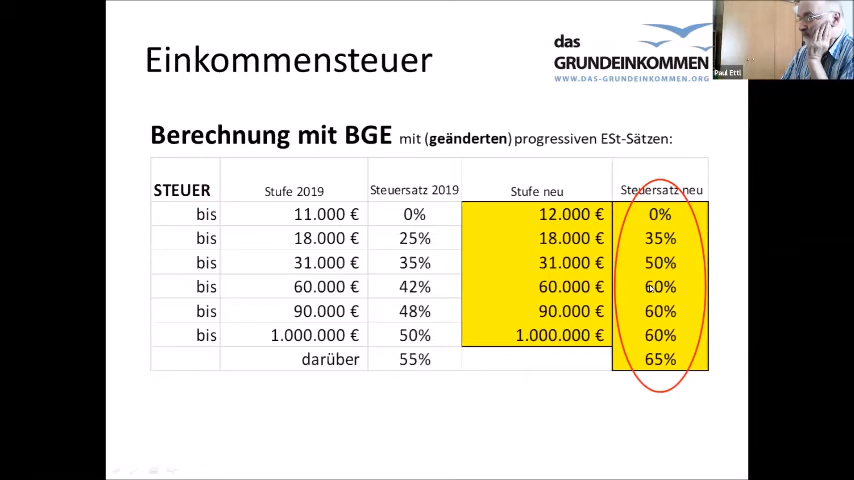 Einkommensteuer
das
GRUNDEINKOMMEN
WWW.DAS-GRUNDEINKOMMEN.ORG
Paul Ettl
Berechnung mit BGE mit (geänderten) progressiven ESt-Sätzen:
STEUER Stufe 2019 Steuersatz 2019 Stufe neu Steuersatz neu
bis 11.000 € 0% 12.000 € 0%
bis 18.000 € 25% 18.000 € 35%
bis 31.000 € 35% 31.000 € 50%
bis 60.000 € 42% 60.000 € 60%
bis 90.000 € 48% 90.000 € 60%
bis 1.000.000 € 50% 1.000.000 € 60%
darüber 55% 65%